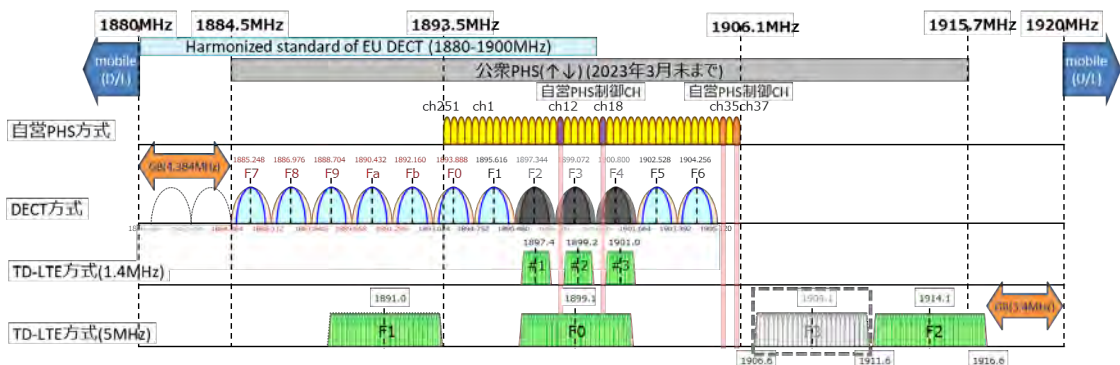 1880MHz 1884.5MHz 1893.5MHz 1906.1MHz 1915.7MHz 1920MHz
mobile (D/L)
Harmonized standard of EU DECT (1880-1900MHz)
mobile
公衆PHS(↑↓)(2023年3月末まで)
自営PHS制御CH 自営PHS制御CH
ch251 ch1 ch12 ch18 ch35 ch37
自営PHS方式
GB(4.384MHz)
1885.248 1886.976 1888.704 1890.432 1892.160 1893.888 1895.616 1897.344 1899.072 1900.800 1902.528 1904.256
F7 F8 F9 Fa Fb F0 F1 F2 F3 F4 F5 F6
DECT方式
1897.4 1899.2 1901.0
#1 #2 #3
TD-LTE方式(1.4MHz)
1891.0 1899.1 1914.1
F1 F0 F2
TD-LTE方式(5MHz)
1906.6 1911.6 1916.6